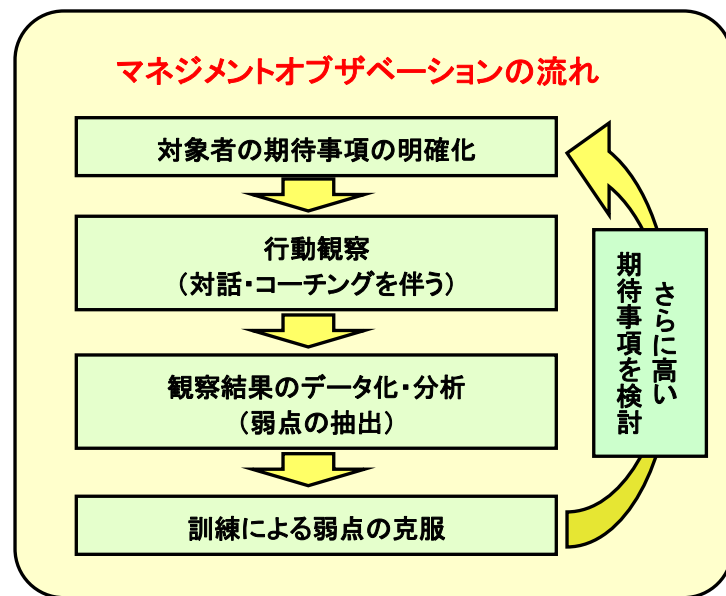 マネジメントオブザベーションの流れ
対象者の期待事項の明確化
行動観察
（対話・コーチングを伴う）
観察結果のデータ化・分析
（弱点の抽出）
訓練による弱点の克服
さらに高い
期待事項を検討